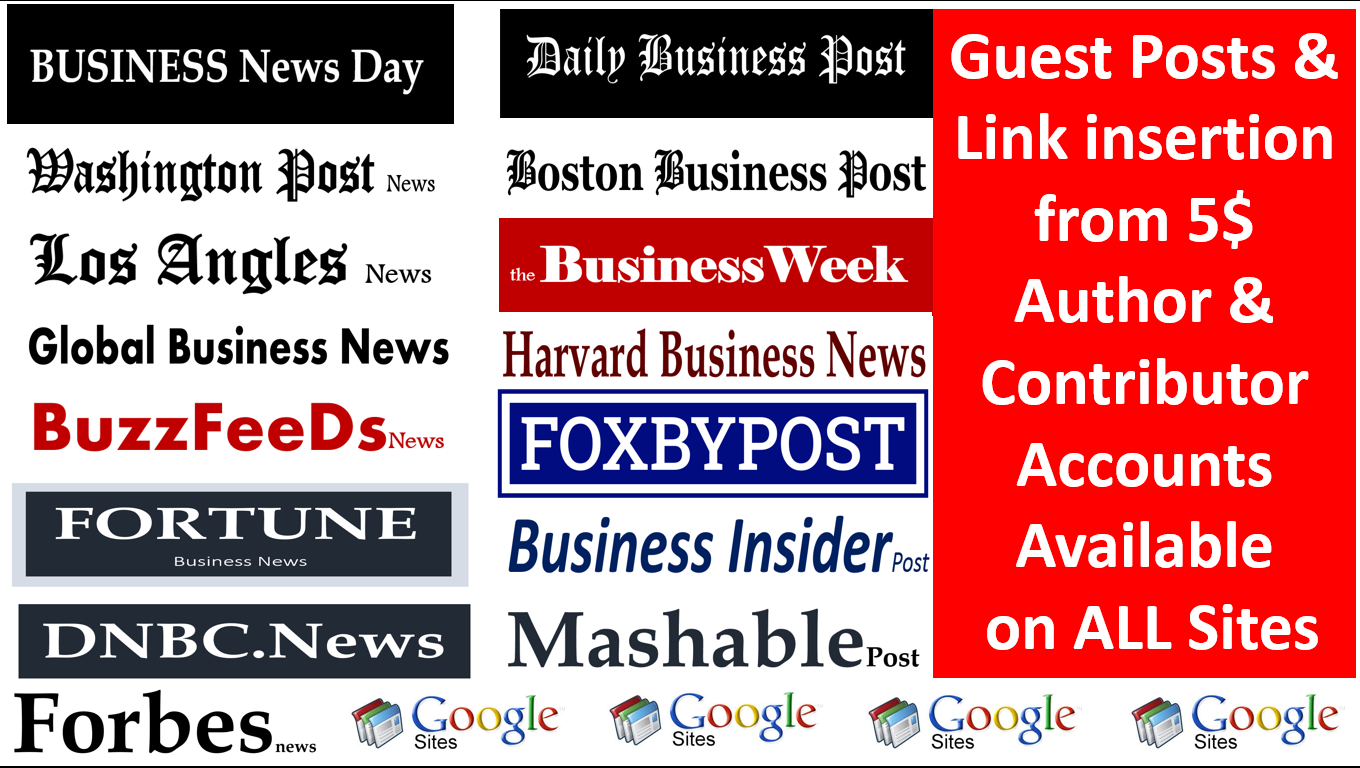 BUSINESS News Day
Washington Post News
Los Angles News
Global Business News
BuzzFeeDs News
FORTUNE
Business News
DNBC.News
Forbes news
Daily Business Post
Boston Business Post
the BusinessWeek
Harvard Business News
FOXBYPOST
Business Insider Post
Mashable Post
Google
Sites
Google
Sites
Google
Sites
Google
Sites
Guest Posts &
Link insertion
from 5$
Author &
Contributor
Accounts
Available
on ALL Sites